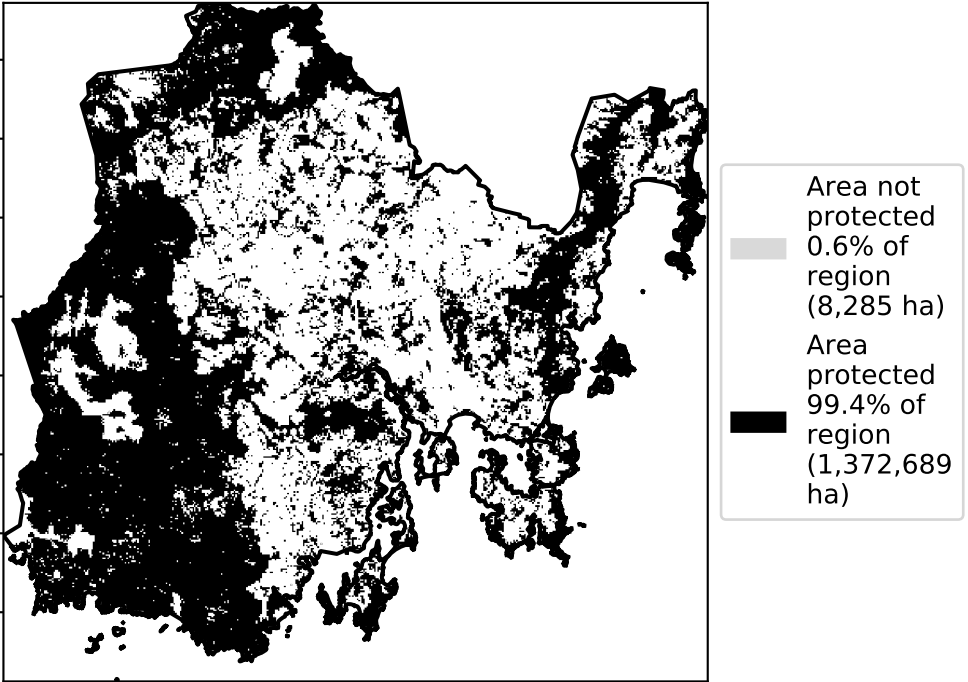 Area not
protected
0.6% of
region
(8,285 ha)
Area
protected
99.4% of
region
(1,372,689
ha)